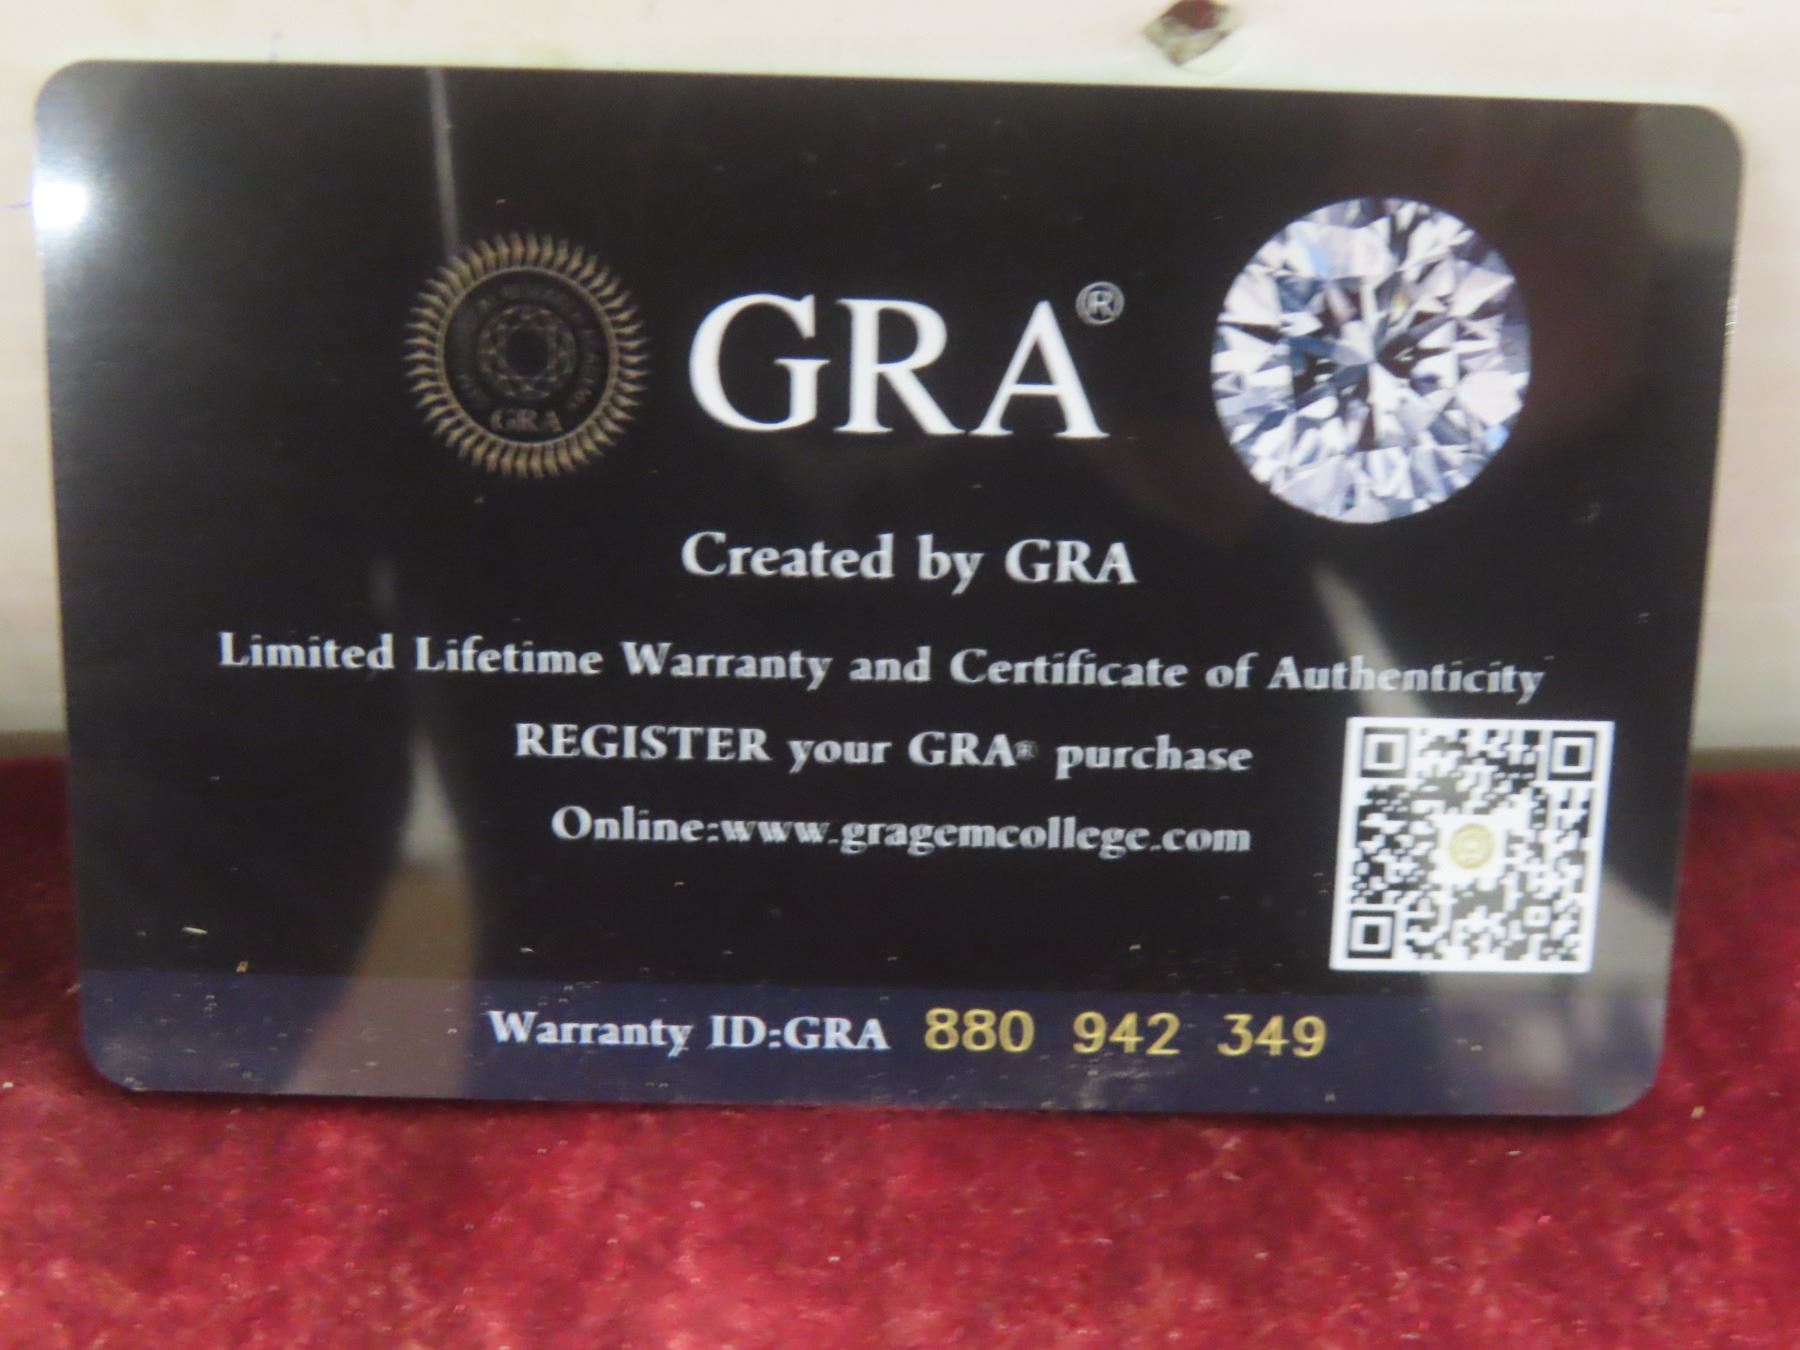 GRA®
GRA
Created by GRA
Limited Lifetime Warranty and Certificate of Authenticity
REGISTER your GRA® purchase
Online:www.gragemcollege.com
Warranty ID:GRA 880 942 349